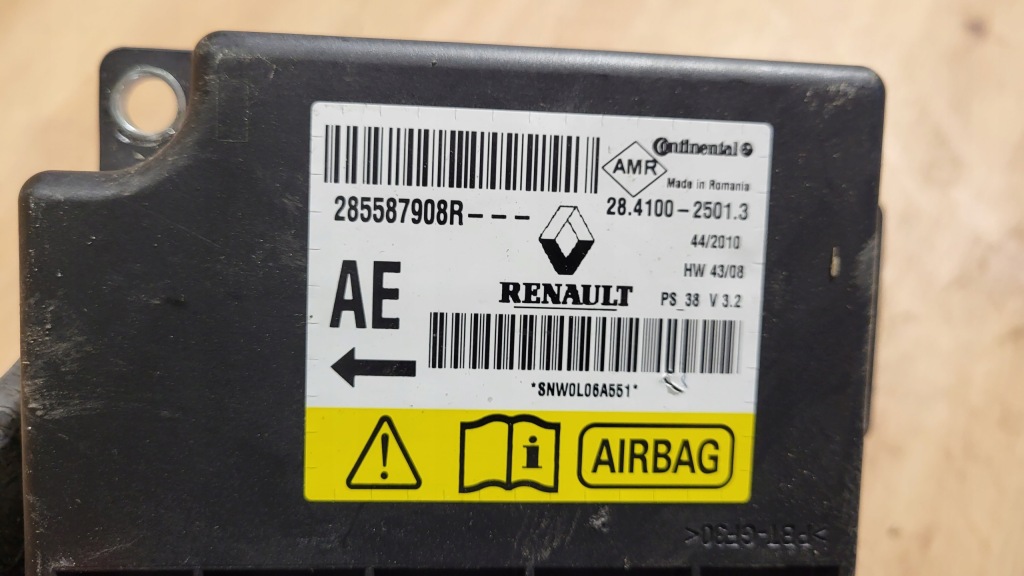 Continental
AMR
Made in Romania
285587908R---
28.4100-2501.3
44/2010
HW 43/08
AE
RENAULT
PS_38 V 3.2
*SNW0L06A551*
i
AIRBAG
>PBT-GF30<